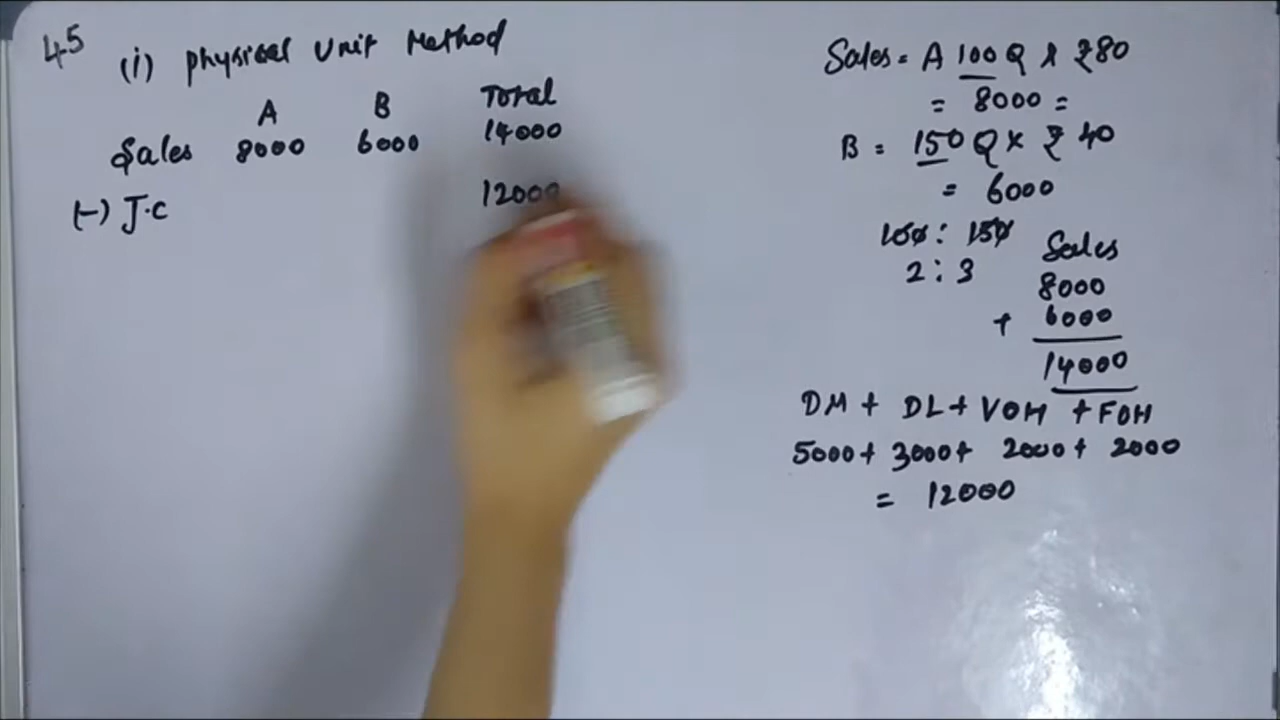 45
(i) Physical Unit Method
A B Total
Sales 8000 6000 14000
(-) J.C 12000
Sales = A 100 Q x ₹80
= 8000 =
B = 150 Q x ₹ 40
= 6000
100 : 150
2 : 3
Sales
8000
+ 6000
14000
DM + DL + VOH + FOH
5000 + 3000 + 2000 + 2000
= 12000